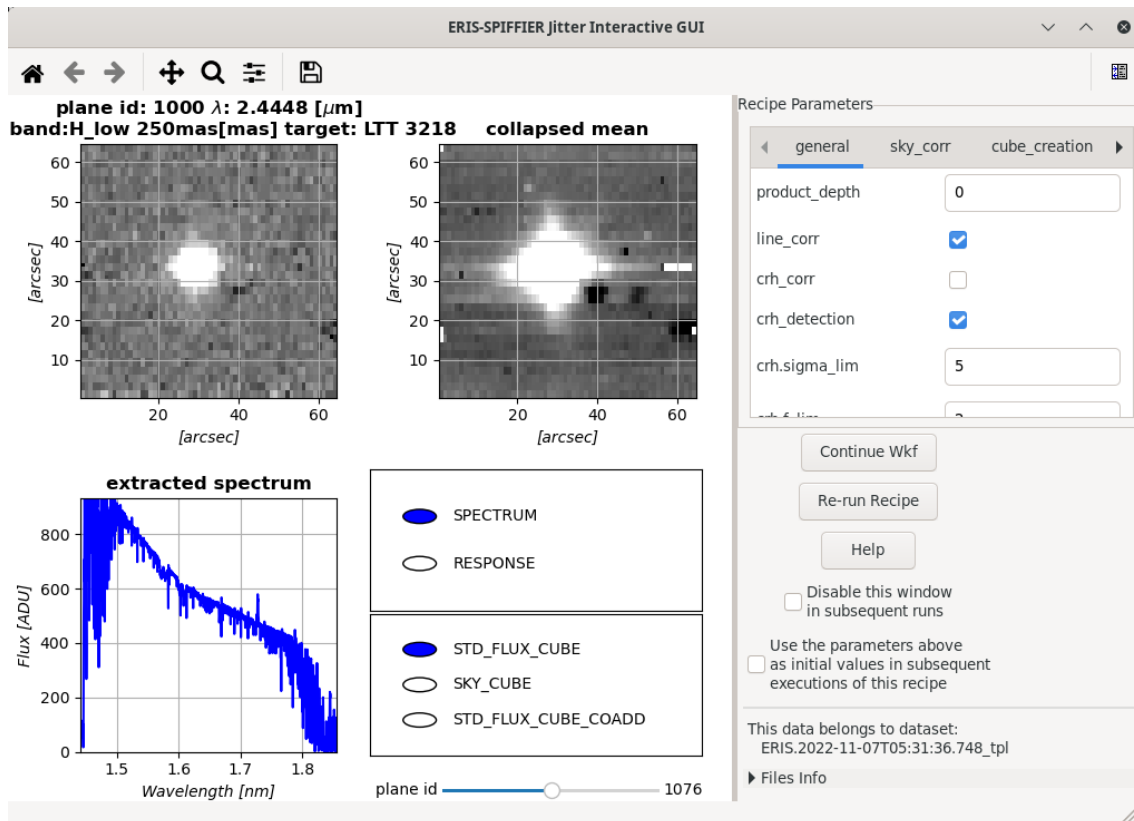 ERIS-SPIFFIER Jitter Interactive GUI
plane id: 1000 λ: 2.4448 [μm]
band:H_low 250mas[mas] target: LTT 3218
collapsed mean
60
50
40
30
20
10
[arcsec]
20 40 60
[arcsec]
60
50
40
30
20
10
[arcsec]
20 40 60
[arcsec]
extracted spectrum
800
600
400
200
0
Flux [ADU]
1.5 1.6 1.7 1.8
Wavelength [nm]
SPECTRUM
RESPONSE
STD_FLUX_CUBE
SKY_CUBE
STD_FLUX_CUBE_COADD
plane id 1076
Recipe Parameters
general sky_corr cube_creation
product_depth 0
line_corr
crh_corr
crh_detection
crh.sigma_lim 5
Continue Wkf
Re-run Recipe
Help
Disable this window
in subsequent runs
Use the parameters above
as initial values in subsequent
executions of this recipe
This data belongs to dataset:
ERIS.2022-11-07T05:31:36.748_tpl
Files Info